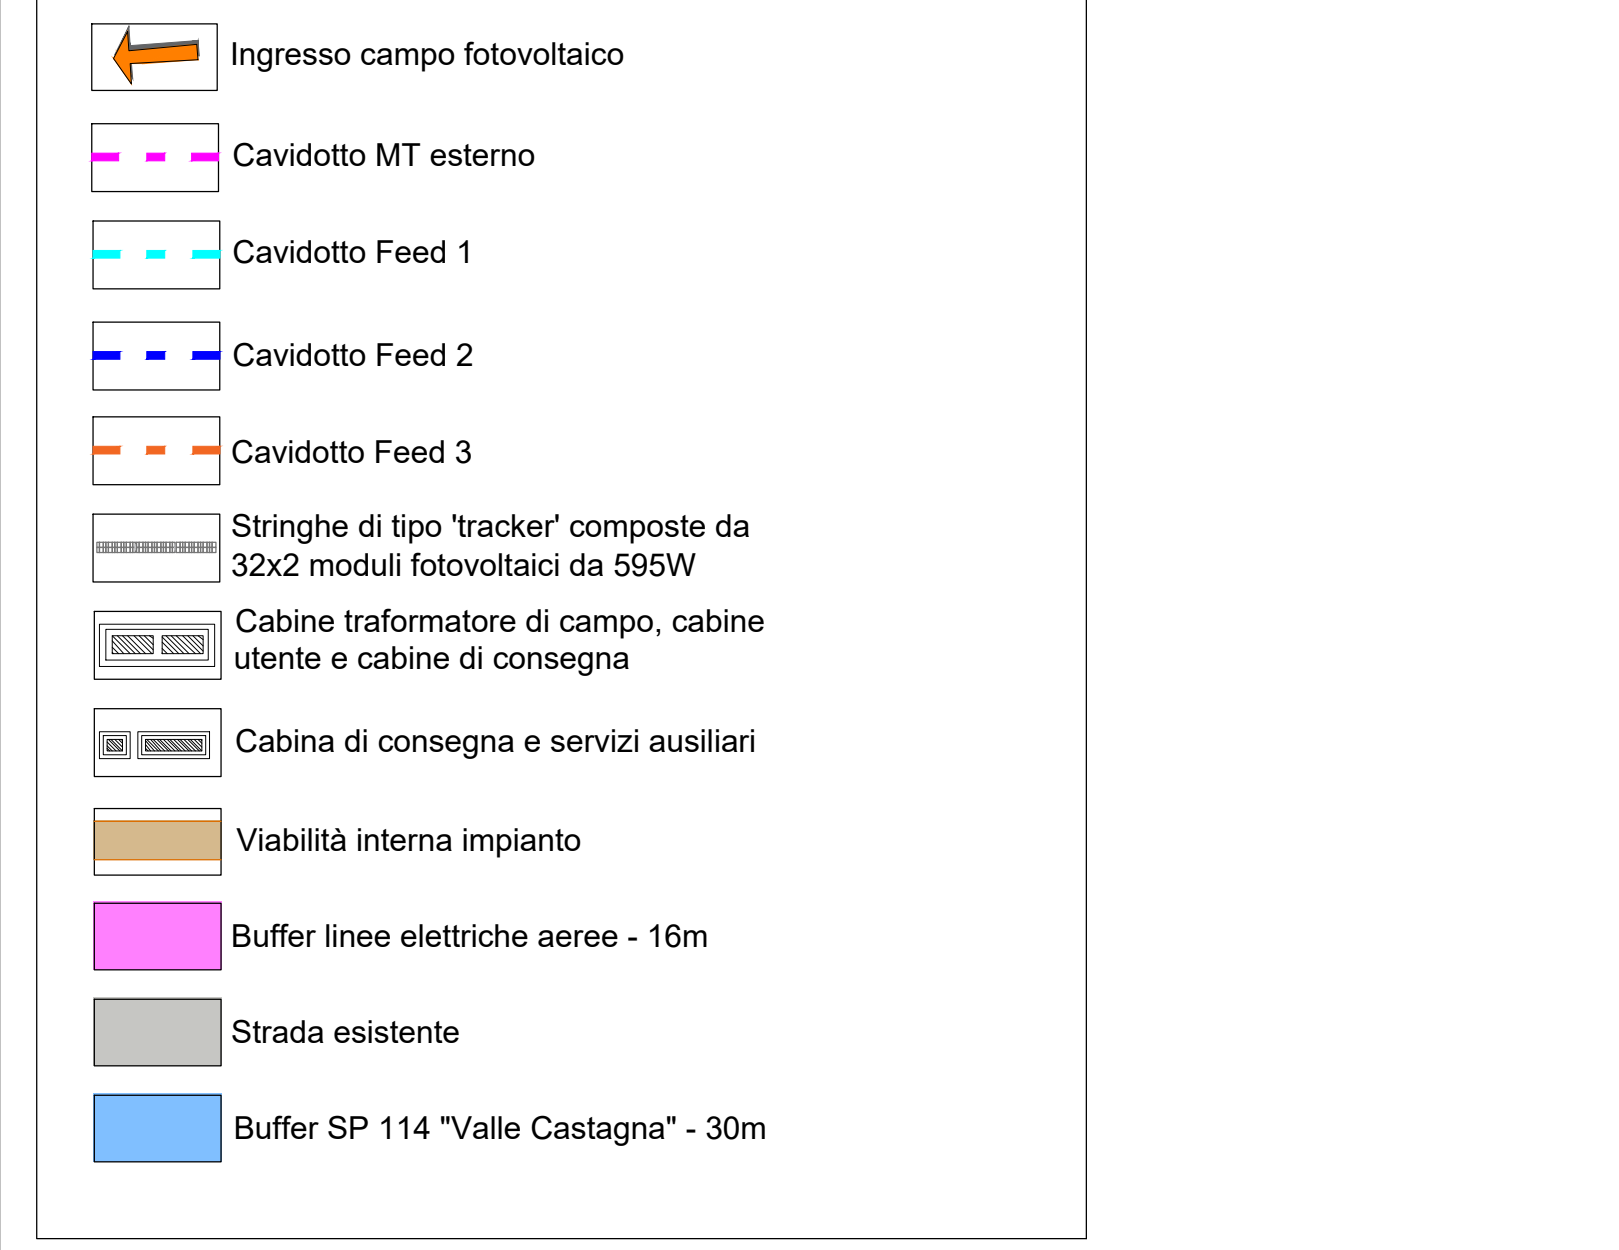 Ingresso campo fotovoltaico
Cavidotto MT esterno
Cavidotto Feed 1
Cavidotto Feed 2
Cavidotto Feed 3
Stringhe di tipo 'tracker' composte da
32x2 moduli fotovoltaici da 595W
Cabine traformatore di campo, cabine
utente e cabine di consegna
Cabina di consegna e servizi ausiliari
Viabilità interna impianto
Buffer linee elettriche aeree - 16m
Strada esistente
Buffer SP 114 "Valle Castagna" - 30m